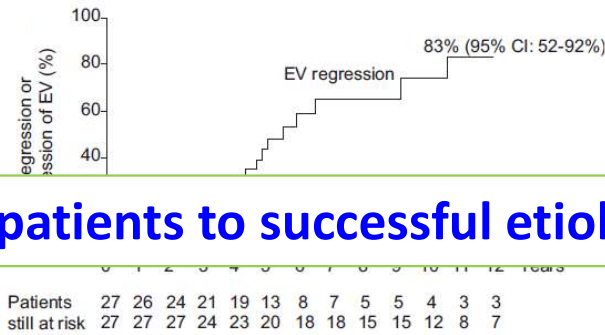 100
83% (95% CI: 52-92%)
80
EV regression
egression or
ession of EV (%)
60
40
patients to successful etiol
12 Years
Patients 27 26 24 21 19 13 8 7 5 5 4 3 3
still at risk 27 27 27 24 23 20 18 18 15 15 12 8 7